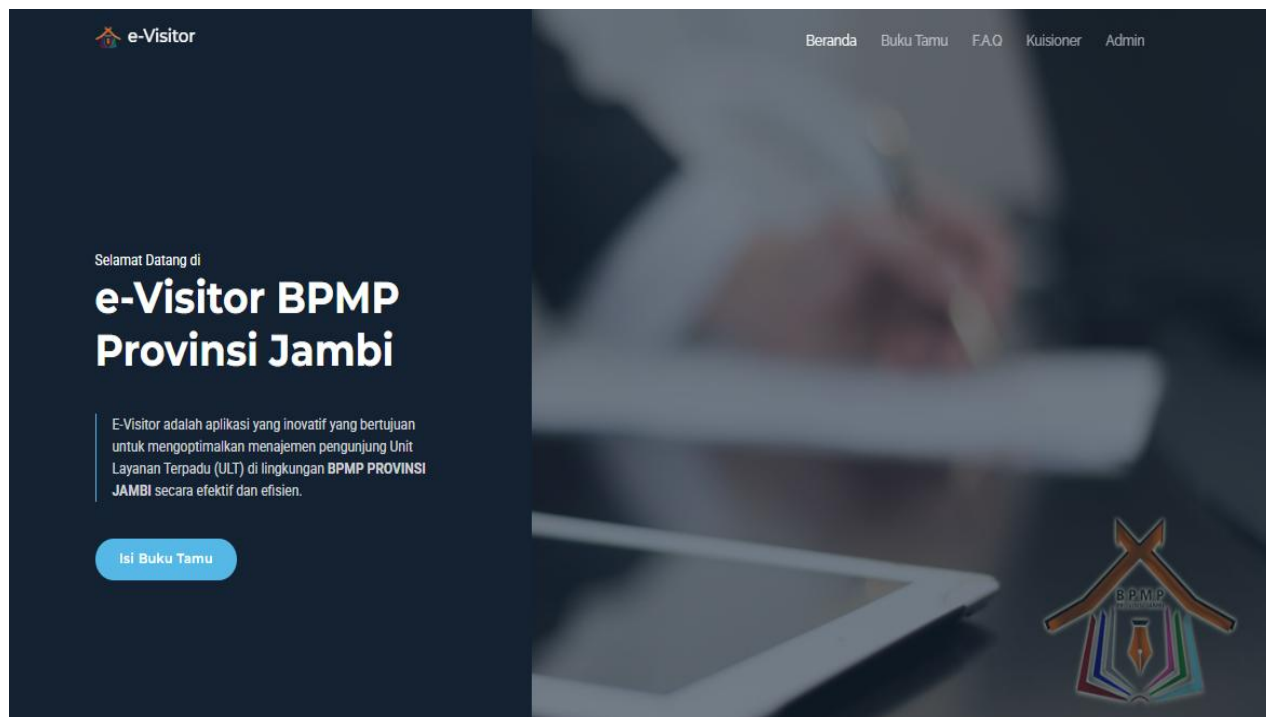 e-Visitor
Beranda Buku Tamu F.A.Q Kuisioner Admin
Selamat Datang di
e-Visitor BPMP
Provinsi Jambi
E-Visitor adalah aplikasi yang inovatif yang bertujuan
untuk mengoptimalkan menajemen pengunjung Unit
Layanan Terpadu (ULT) di lingkungan BPMP PROVINSI
JAMBI secara efektif dan efisien.
Isi Buku Tamu
BPMP